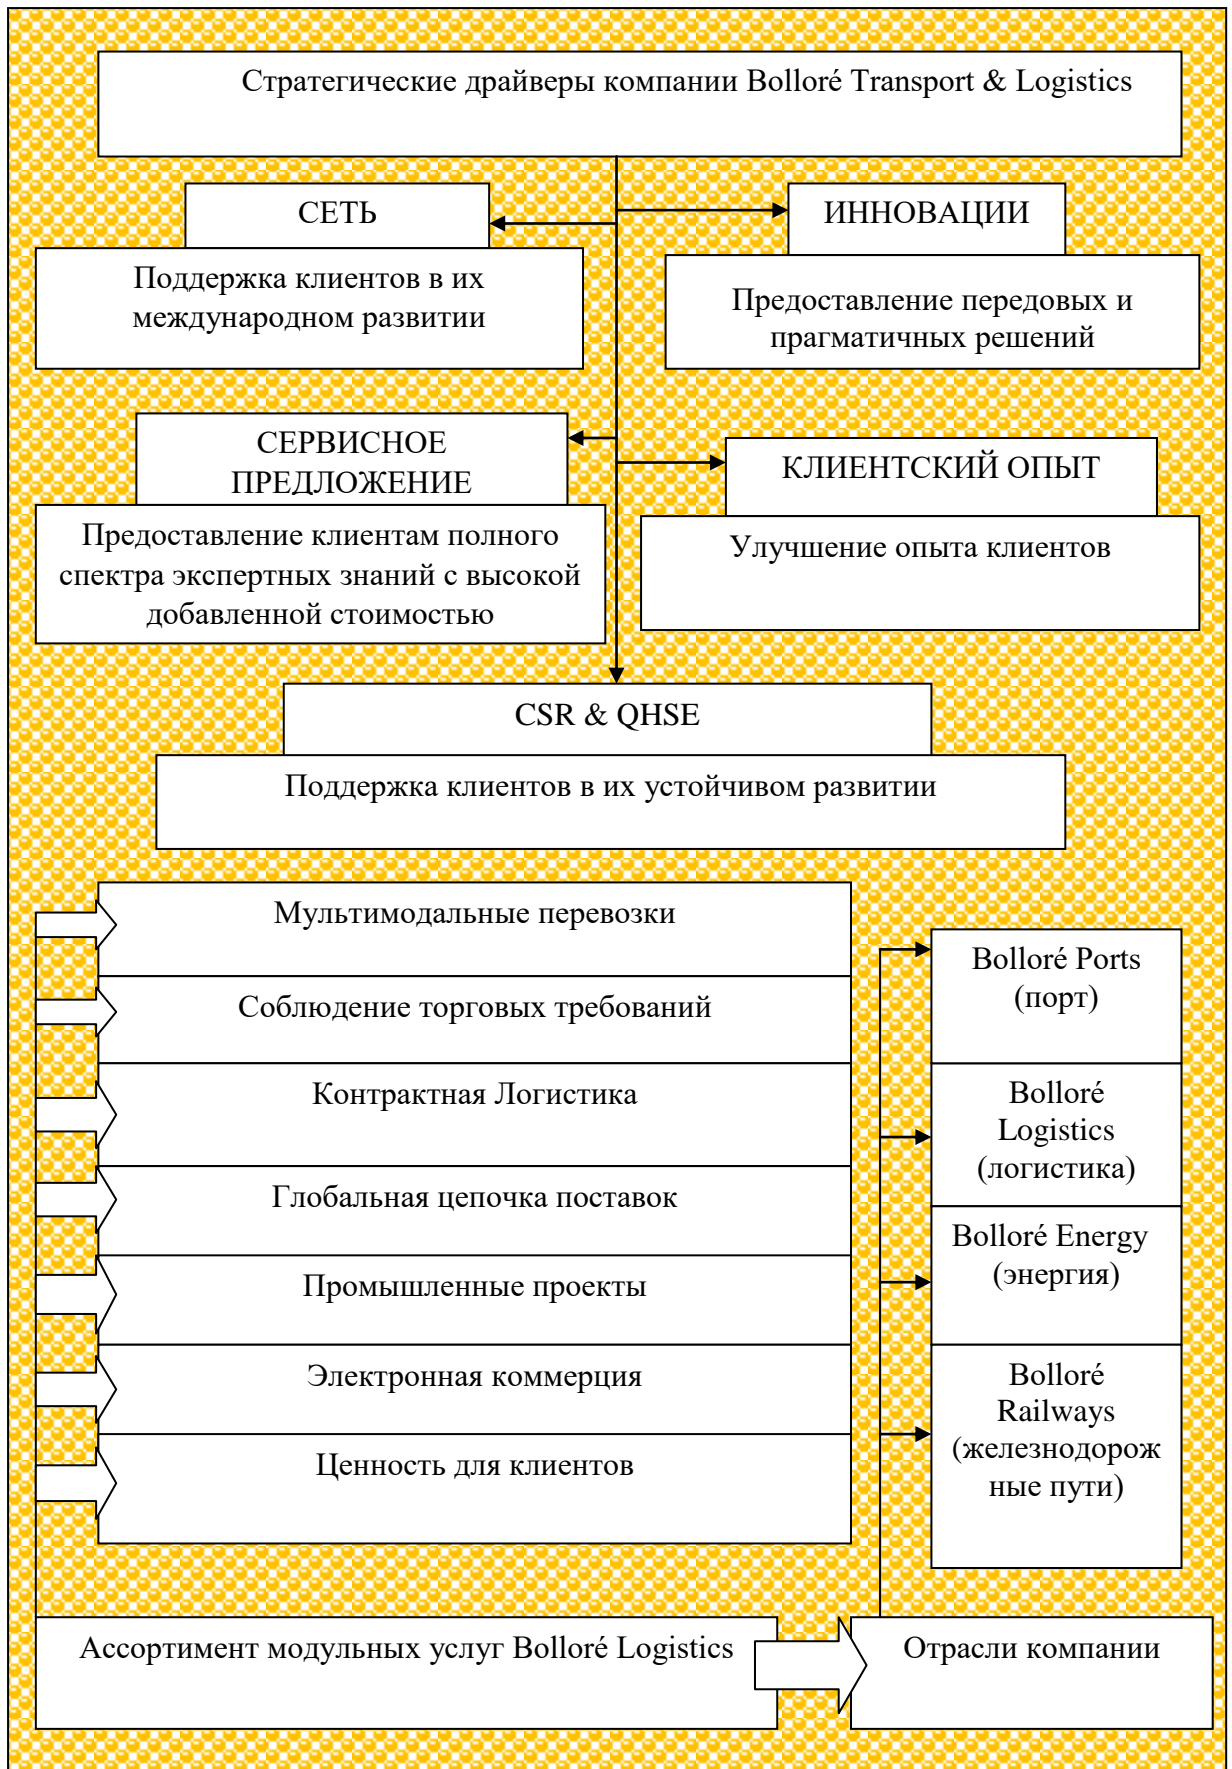 Стратегические драйверы компании Bolloré Transport & Logistics
СЕТЬ
Поддержка клиентов в их
международном развитии
ИННОВАЦИИ
Предоставление передовых и
прагматичных решений
СЕРВИСНОЕ
ПРЕДЛОЖЕНИЕ
Предоставление клиентам полного
спектра экспертных знаний с высокой
добавленной стоимостью
КЛИЕНТСКИЙ ОПЫТ
Улучшение опыта клиентов
CSR & QHSE
Поддержка клиентов в их устойчивом развитии
Мультимодальные перевозки
Соблюдение торговых требований
Контрактная Логистика
Глобальная цепочка поставок
Промышленные проекты
Электронная коммерция
Ценность для клиентов
Bolloré Ports
(порт)
Bolloré
Logistics
(логистика)
Bolloré Energy
(энергия)
Bolloré
Railways
(железнодорож
ные пути)
Ассортимент модульных услуг Bolloré Logistics
Отрасли компании